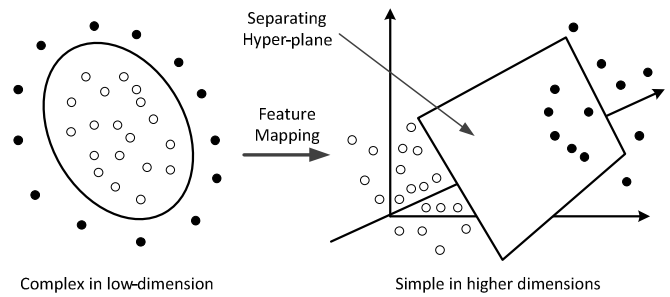 Separating
Hyper-plane
Feature
Mapping
Complex in low-dimension
Simple in higher dimensions